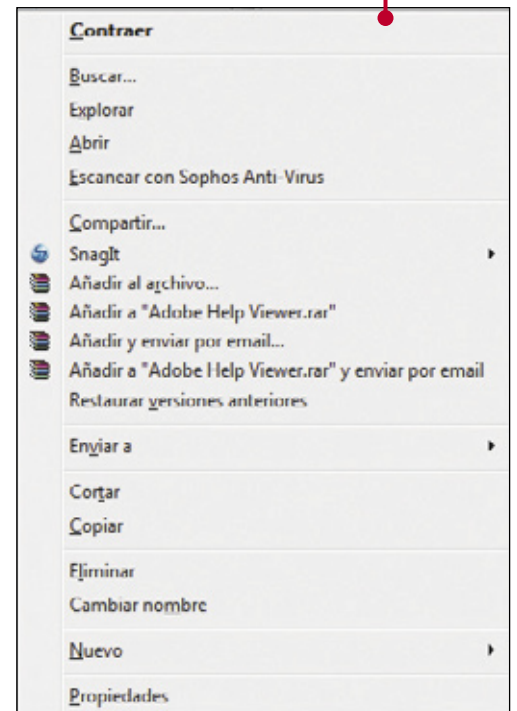 Contraer
Buscar...
Explorar
Abrir
Escanear con Sophos Anti-Virus
Compartir...
SnagIt
Añadir al archivo...
Añadir a "Adobe Help Viewer.rar"
Añadir y enviar por email...
Añadir a "Adobe Help Viewer.rar" y enviar por email
Restaurar versiones anteriores
Enviar a
Cortar
Copiar
Eliminar
Cambiar nombre
Nuevo
Propiedades